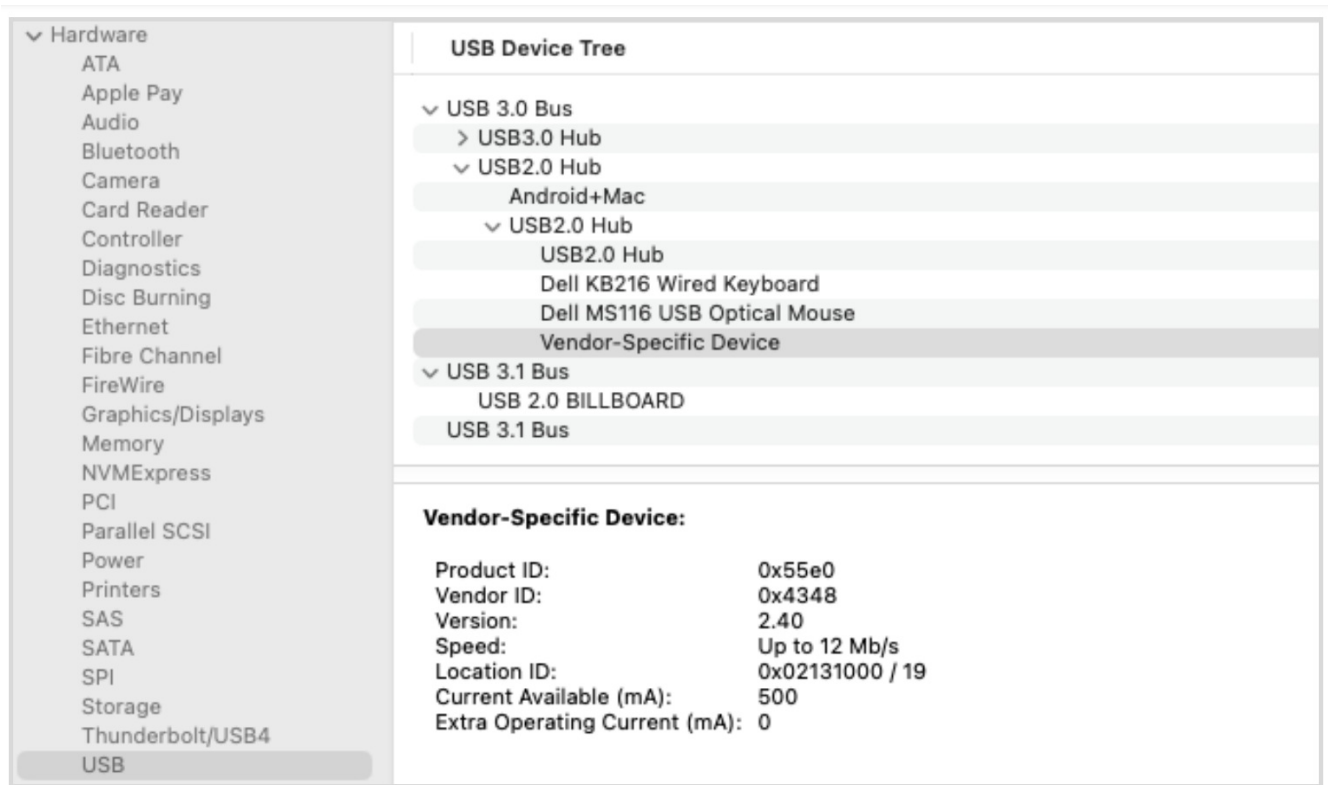 Hardware
ATA
Apple Pay
Audio
Bluetooth
Camera
Card Reader
Controller
Diagnostics
Disc Burning
Ethernet
Fibre Channel
FireWire
Graphics/Displays
Memory
NVMExpress
PCI
Parallel SCSI
Power
Printers
SAS
SATA
SPI
Storage
Thunderbolt/USB4
USB
USB Device Tree
USB 3.0 Bus
USB3.0 Hub
USB2.0 Hub
Android+Mac
USB2.0 Hub
USB2.0 Hub
Dell KB216 Wired Keyboard
Dell MS116 USB Optical Mouse
Vendor-Specific Device
USB 3.1 Bus
USB 2.0 BILLBOARD
USB 3.1 Bus
Vendor-Specific Device:
Product ID: 0x55e0
Vendor ID: 0x4348
Version: 2.40
Speed: Up to 12 Mb/s
Location ID: 0x02131000 / 19
Current Available (mA): 500
Extra Operating Current (mA): 0